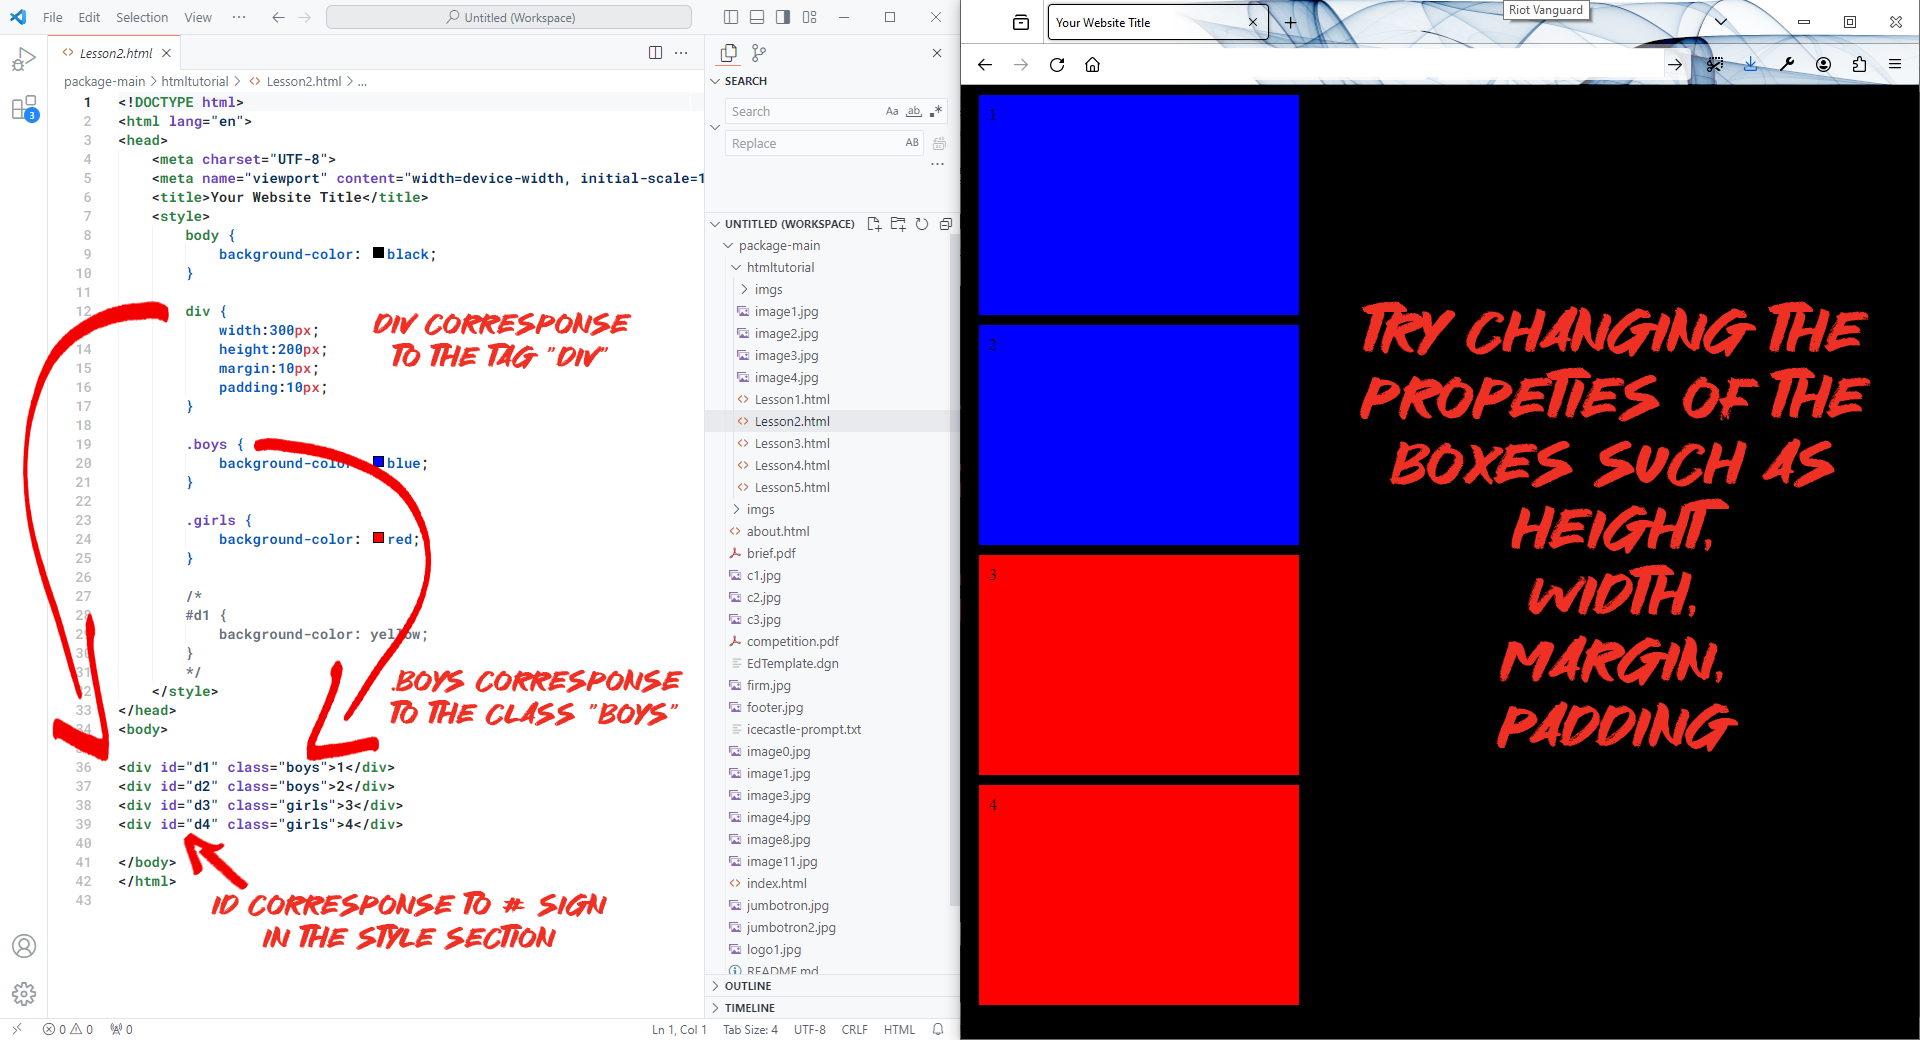 File Edit Selection View Go ··· Untitled (Workspace)
Lesson2.html
package-main > htmltutorial > Lesson2.html > ...
3
1 <!DOCTYPE html>
2 <html lang="en">
3 <head>
4 <meta charset="UTF-8">
5 <meta name="viewport" content="width=device-width, initial-scale=1
6 <title>Your Website Title</title>
7 <style>
8 body {
9 background-color: black;
10 }
11
12 div {
width:300px;
14 height:200px;
15 margin:10px;
16 padding:10px;
17 }
18
19 .boys {
20 background-color: blue;
21 }
22
23 .girls {
24 background-color: red;
25 }
26
27 /*
28 #d1 {
29 background-color: yellow;
30 }
31 */
32 </style>
33 </head>
34 <body>
36 <div id="d1" class="boys">1</div>
37 <div id="d2" class="boys">2</div>
38 <div id="d3" class="girls">3</div>
39 <div id="d4" class="girls">4</div>
40
41 </body>
42 </html>
43
DIV CORRESPONSE
TO THE TAG "DIV"
.BOYS CORRESPONSE
TO THE CLASS "BOYS"
ID CORRESPONSE TO # SIGN
IN THE STYLE SECTION
SEARCH
Search Aa ab .*
Replace AB
UNTITLED (WORKSPACE)
package-main
htmltutorial
imgs
image1.jpg
image2.jpg
image3.jpg
image4.jpg
Lesson1.html
Lesson2.html
Lesson3.html
Lesson4.html
Lesson5.html
imgs
about.html
brief.pdf
c1.jpg
c2.jpg
c3.jpg
competition.pdf
EdTemplate.dgn
firm.jpg
footer.jpg
icecastle-prompt.txt
image0.jpg
image1.jpg
image3.jpg
image4.jpg
image8.jpg
image11.jpg
index.html
jumbotron.jpg
jumbotron2.jpg
logo1.jpg
README.md
OUTLINE
TIMELINE
0 0 0 Ln 1, Col 1 Tab Size: 4 UTF-8 CRLF HTML
Your Website Title
Riot Vanguard
1
2
3
4
TRY CHANGING THE
PROPETIES OF THE
BOXES SUCH AS
HEIGHT,
WIDTH,
MARGIN,
PADDING